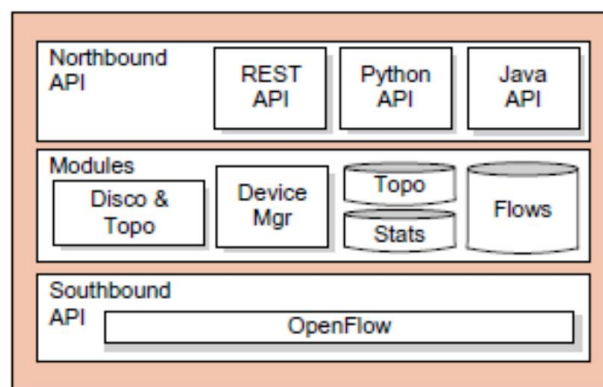 Northbound
API
REST
API
Python
API
Java
API
Modules
Disco &
Topo
Device
Mgr
Topo
Stats
Flows
Southbound
API
OpenFlow